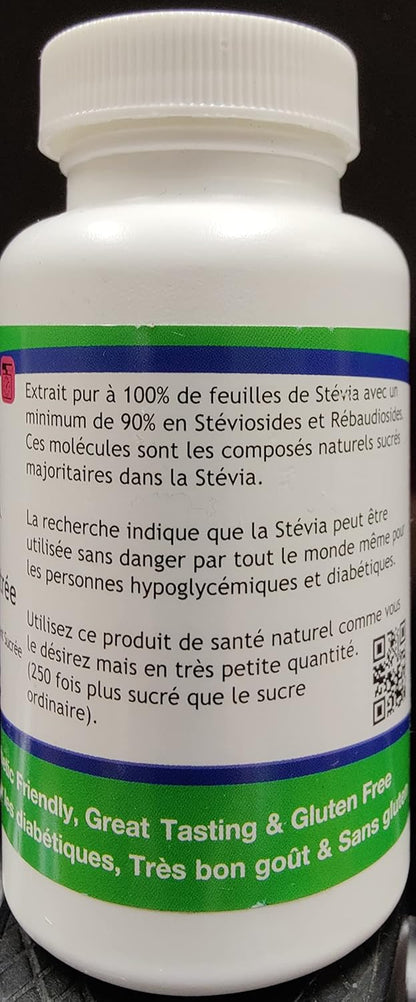 Extrait pur à 100% de feuilles de Stévia avec un
minimum de 90% en Stéviosides et Rébaudiosides.
Ces molécules sont les composés naturels sucrés
majoritaires dans la Stévia.
La recherche indique que la Stévia peut être
utilisée sans danger par tout le monde même pour
les personnes hypoglycémiques et diabétiques.
Utilisez ce produit de santé naturel comme vous
le désirez mais en très petite quantité.
(250 fois plus sucré que le sucre
ordinaire).
Friendly, Great Tasting & Gluten Free
diabétiques, Très bon goût & Sans gluten